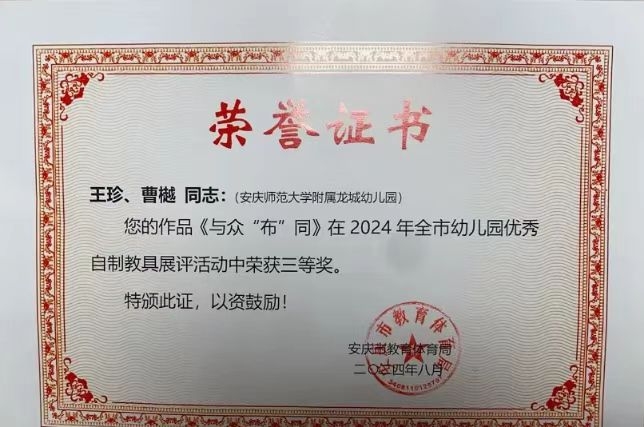 荣誉证书
王珍、曹樾 同志：（安庆师范大学附属龙城幼儿园）
您的作品《与众“布”同》在 2024 年全市幼儿园优秀
自制教具展评活动中荣获三等奖。
特颁此证，以资鼓励！
安庆市教育体育局
二〇二四年八月